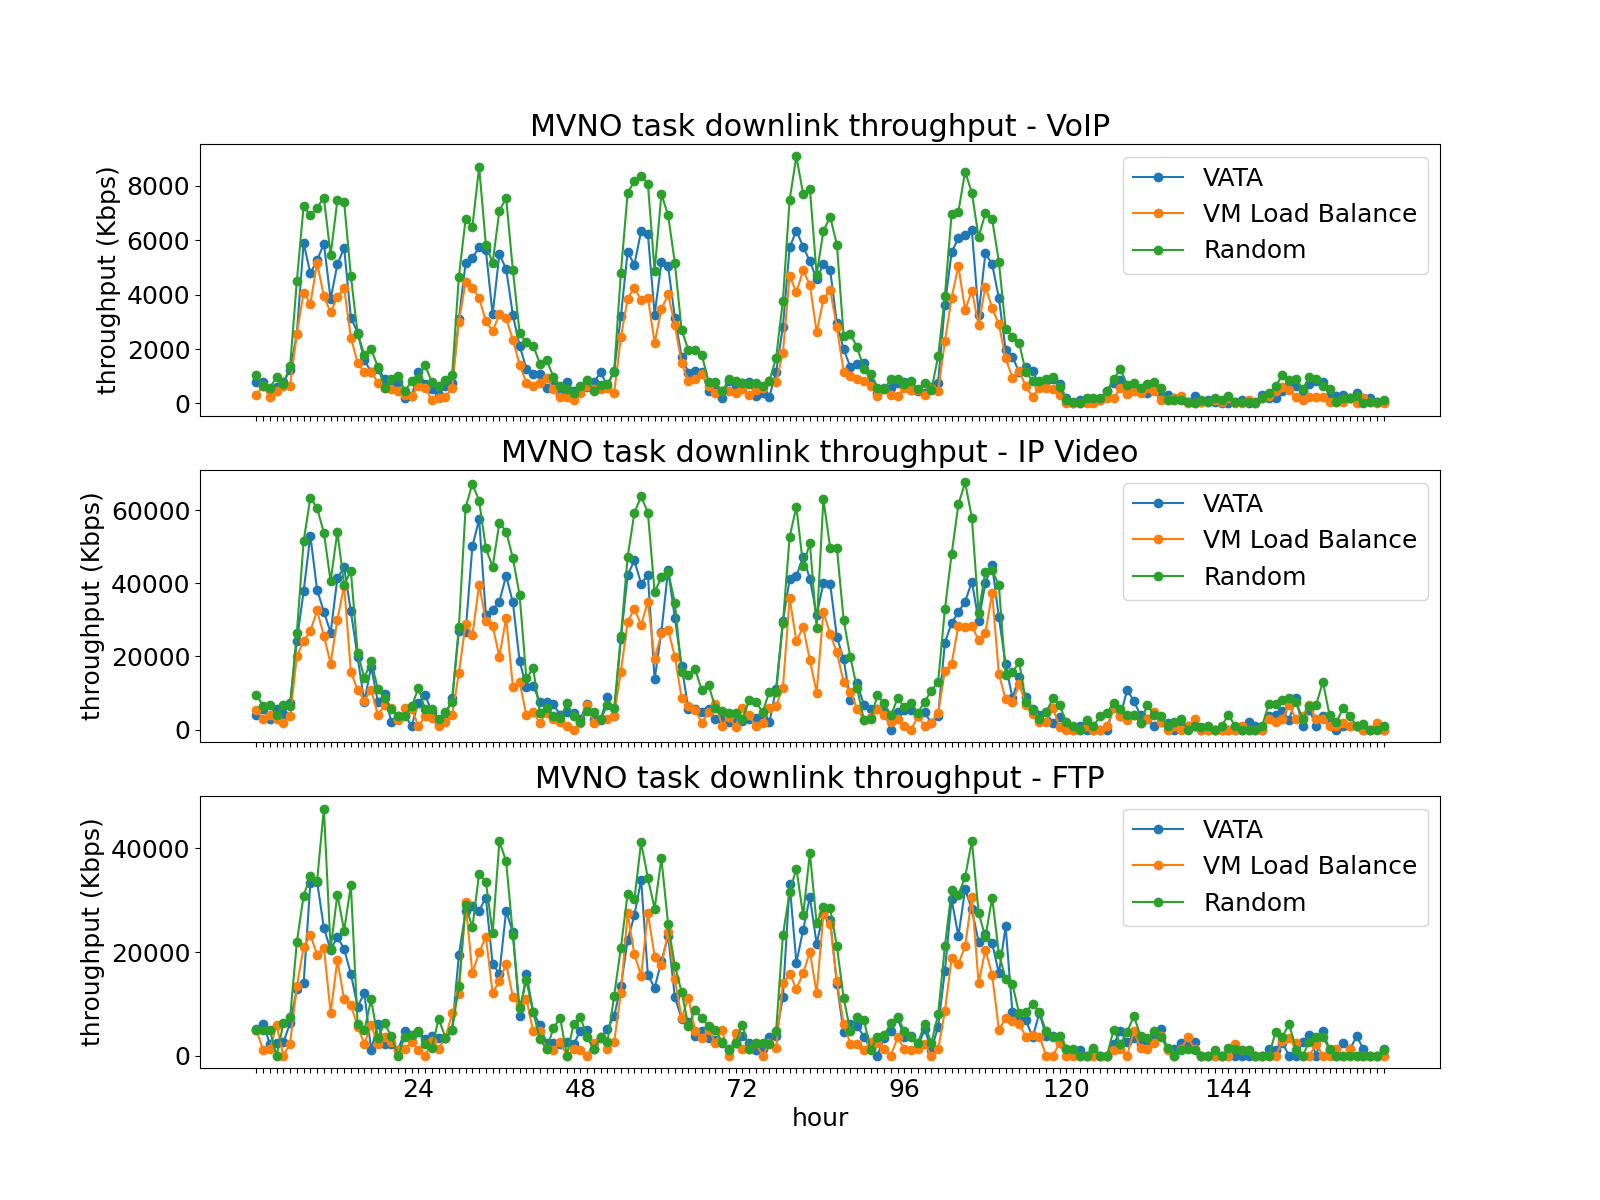 MVNO task downlink throughput - VoIP
throughput (Kbps)
8000
6000
4000
2000
0
VATA
VM Load Balance
Random
MVNO task downlink throughput - IP Video
throughput (Kbps)
60000
40000
20000
0
VATA
VM Load Balance
Random
MVNO task downlink throughput - FTP
throughput (Kbps)
40000
20000
0
VATA
VM Load Balance
Random
24 48 72 96 120 144
hour